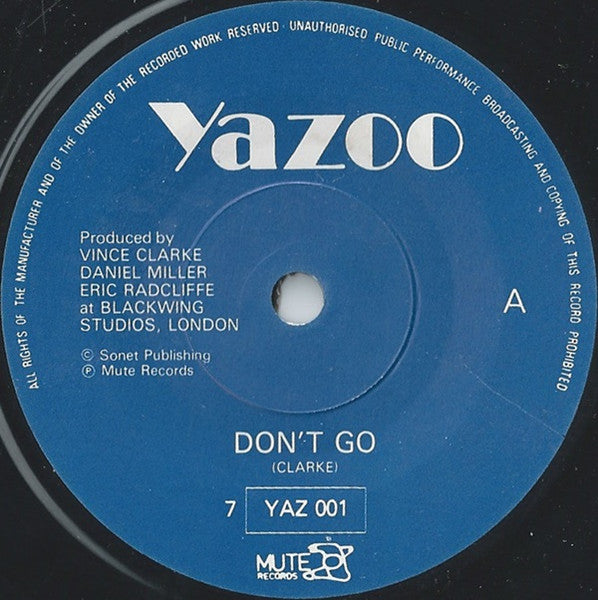 ALL RIGHTS OF THE MANUFACTURER AND OF THE OWNER OF THE RECORDED WORK RESERVED · UNAUTHORISED PUBLIC PERFORMANCE BROADCASTING AND COPYING OF THIS RECORD PROHIBITED
Yazoo
Produced by
VINCE CLARKE
DANIEL MILLER
ERIC RADCLIFFE
at BLACKWING
STUDIOS, LONDON
© Sonet Publishing
℗ Mute Records
A
DON'T GO
(CLARKE)
7 YAZ 001
MUTE
RECORDS